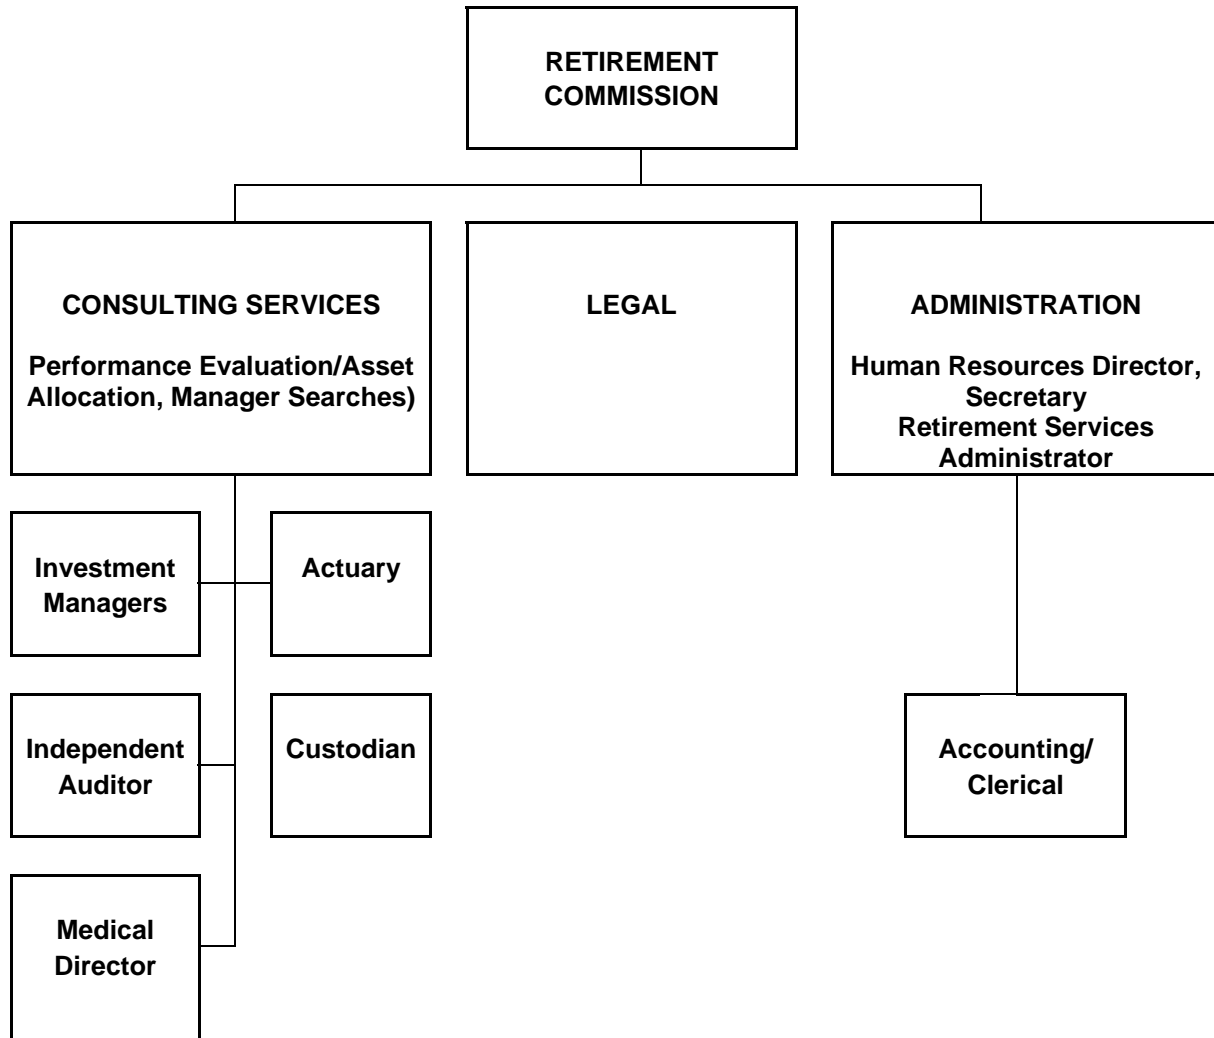 RETIREMENT
COMMISSION
CONSULTING SERVICES
Performance Evaluation/Asset
Allocation, Manager Searches)
LEGAL
ADMINISTRATION
Human Resources Director,
Secretary
Retirement Services
Administrator
Investment
Managers
Actuary
Independent
Auditor
Custodian
Accounting/
Clerical
Medical
Director